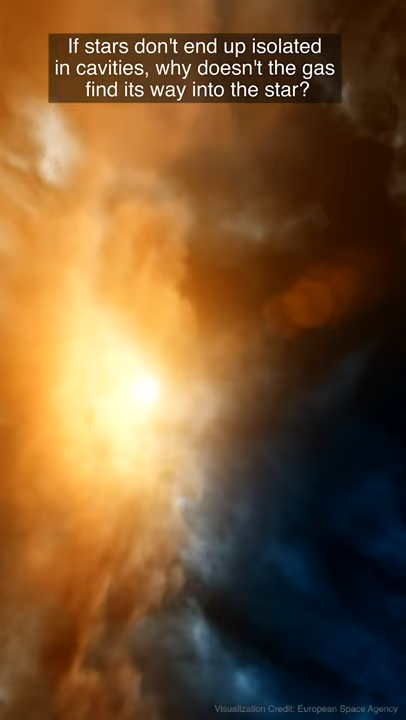 If stars don't end up isolated
in cavities, why doesn't the gas
find its way into the star?
Visualization Credit: European Space Agency